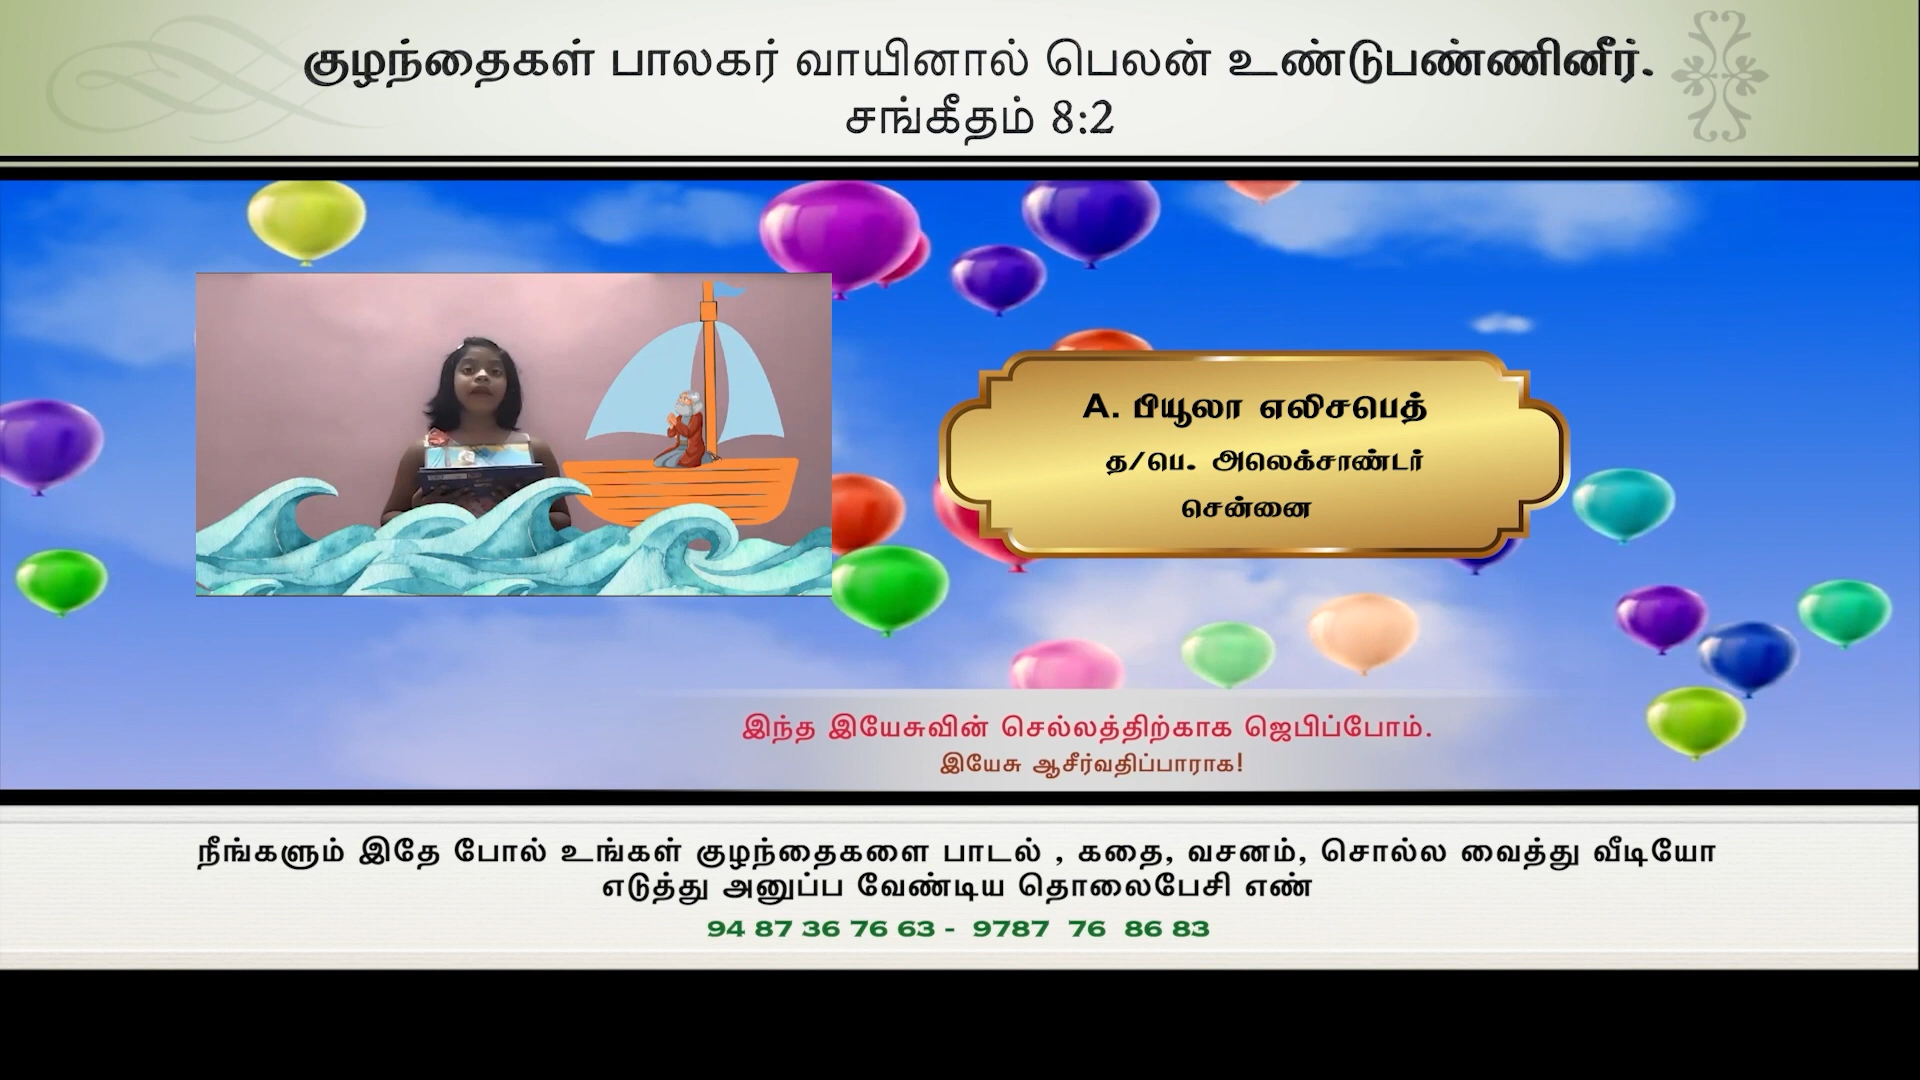 குழந்தைகள் பாலகர் வாயினால் பெலன் உண்டுபண்ணினீர்.
சங்கீதம் 8:2
A. பியூலா எலிசபெத்
த/பெ. அலெக்சாண்டர்
சென்னை
இந்த இயேசுவின் செல்லத்திற்காக ஜெபிப்போம்.
இயேசு ஆசீர்வதிப்பாராக!
நீங்களும் இதே போல் உங்கள் குழந்தைகளை பாடல் , கதை, வசனம், சொல்ல வைத்து வீடியோ
எடுத்து அனுப்ப வேண்டிய தொலைபேசி எண்
94 87 36 76 63 - 9787 76 86 83